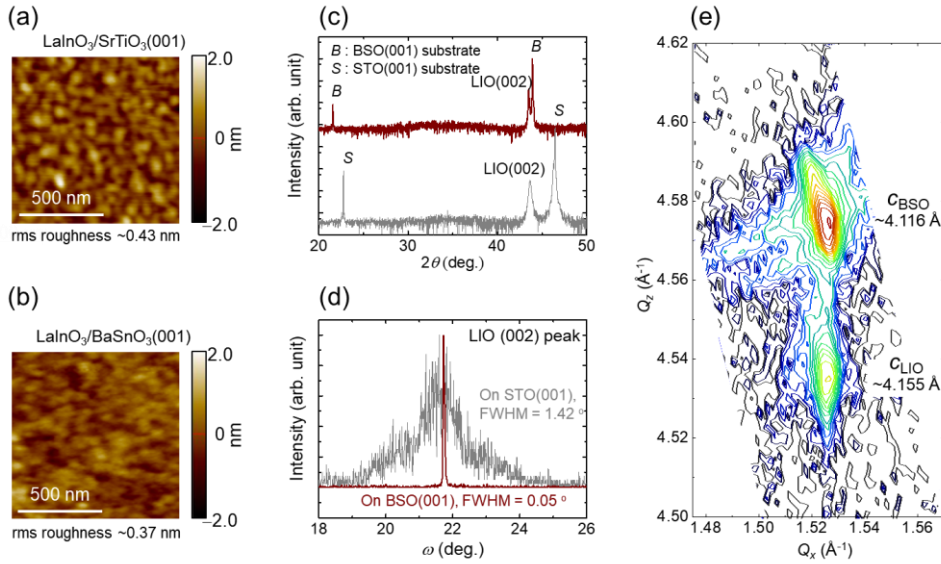 (a)
LaInO₃/SrTiO₃(001)
500 nm
2.0
0
nm
−2.0
rms roughness ~0.43 nm
(b)
LaInO₃/BaSnO₃(001)
500 nm
2.0
0
nm
−2.0
rms roughness ~0.37 nm
(c)
B : BSO(001) substrate
S : STO(001) substrate
B
LIO(002)
B
S
LIO(002)
S
Intensity (arb. unit)
20 30 40 50
2θ (deg.)
(d)
LIO (002) peak
On STO(001),
FWHM = 1.42 °
On BSO(001), FWHM = 0.05 °
Intensity (arb. unit)
18 20 22 24 26
ω (deg.)
(e)
4.62
4.60
4.58
4.56
4.54
4.52
4.50
Qz (Å⁻¹)
cBSO
~4.116 Å
cLIO
~4.155 Å
1.48 1.50 1.52 1.54 1.56
Qx (Å⁻¹)